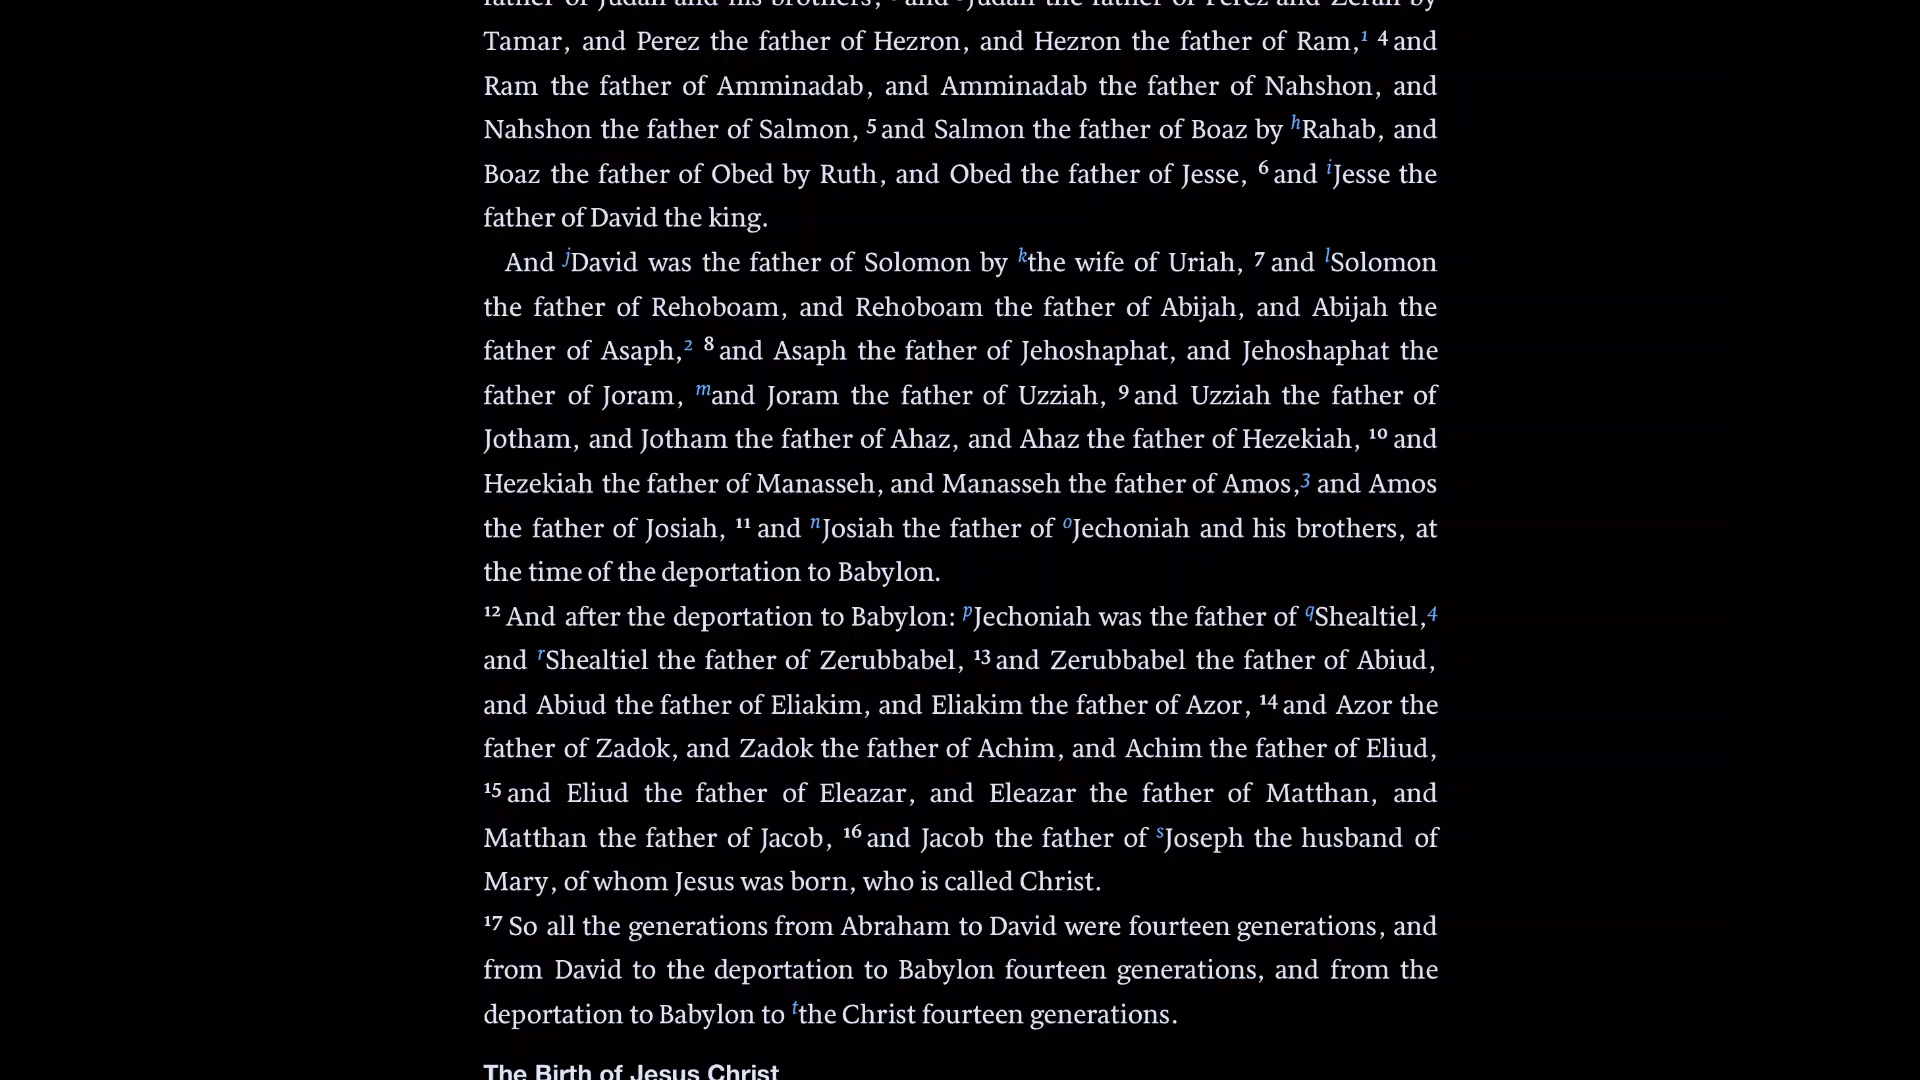 father of Judah and his brothers, 3 and gJudah the father of Perez and Zerah by
Tamar, and Perez the father of Hezron, and Hezron the father of Ram,1 4 and
Ram the father of Amminadab, and Amminadab the father of Nahshon, and
Nahshon the father of Salmon, 5 and Salmon the father of Boaz by hRahab, and
Boaz the father of Obed by Ruth, and Obed the father of Jesse, 6 and iJesse the
father of David the king.
And jDavid was the father of Solomon by kthe wife of Uriah, 7 and lSolomon
the father of Rehoboam, and Rehoboam the father of Abijah, and Abijah the
father of Asaph,2 8 and Asaph the father of Jehoshaphat, and Jehoshaphat the
father of Joram, mand Joram the father of Uzziah, 9 and Uzziah the father of
Jotham, and Jotham the father of Ahaz, and Ahaz the father of Hezekiah, 10 and
Hezekiah the father of Manasseh, and Manasseh the father of Amos,3 and Amos
the father of Josiah, 11 and nJosiah the father of oJechoniah and his brothers, at
the time of the deportation to Babylon.
12 And after the deportation to Babylon: pJechoniah was the father of qShealtiel,4
and rShealtiel the father of Zerubbabel, 13 and Zerubbabel the father of Abiud,
and Abiud the father of Eliakim, and Eliakim the father of Azor, 14 and Azor the
father of Zadok, and Zadok the father of Achim, and Achim the father of Eliud,
15 and Eliud the father of Eleazar, and Eleazar the father of Matthan, and
Matthan the father of Jacob, 16 and Jacob the father of sJoseph the husband of
Mary, of whom Jesus was born, who is called Christ.
17 So all the generations from Abraham to David were fourteen generations, and
from David to the deportation to Babylon fourteen generations, and from the
deportation to Babylon to tthe Christ fourteen generations.
The Birth of Jesus Christ